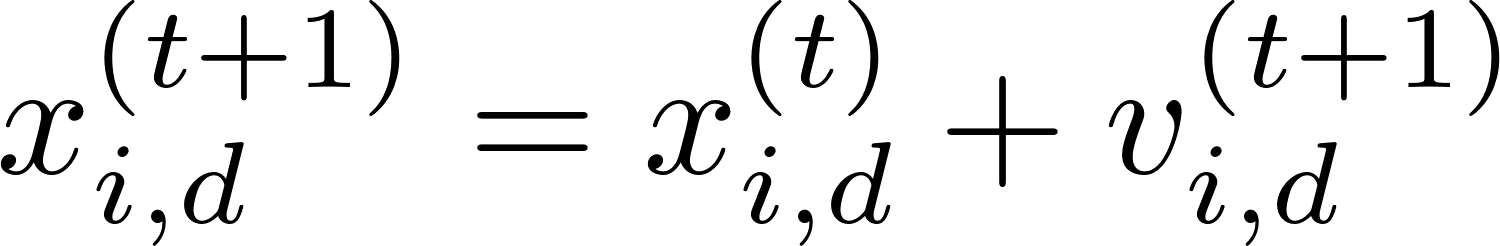 x_{i,d}^{(t+1)} = x_{i,d}^{(t)} + v_{i,d}^{(t+1)}